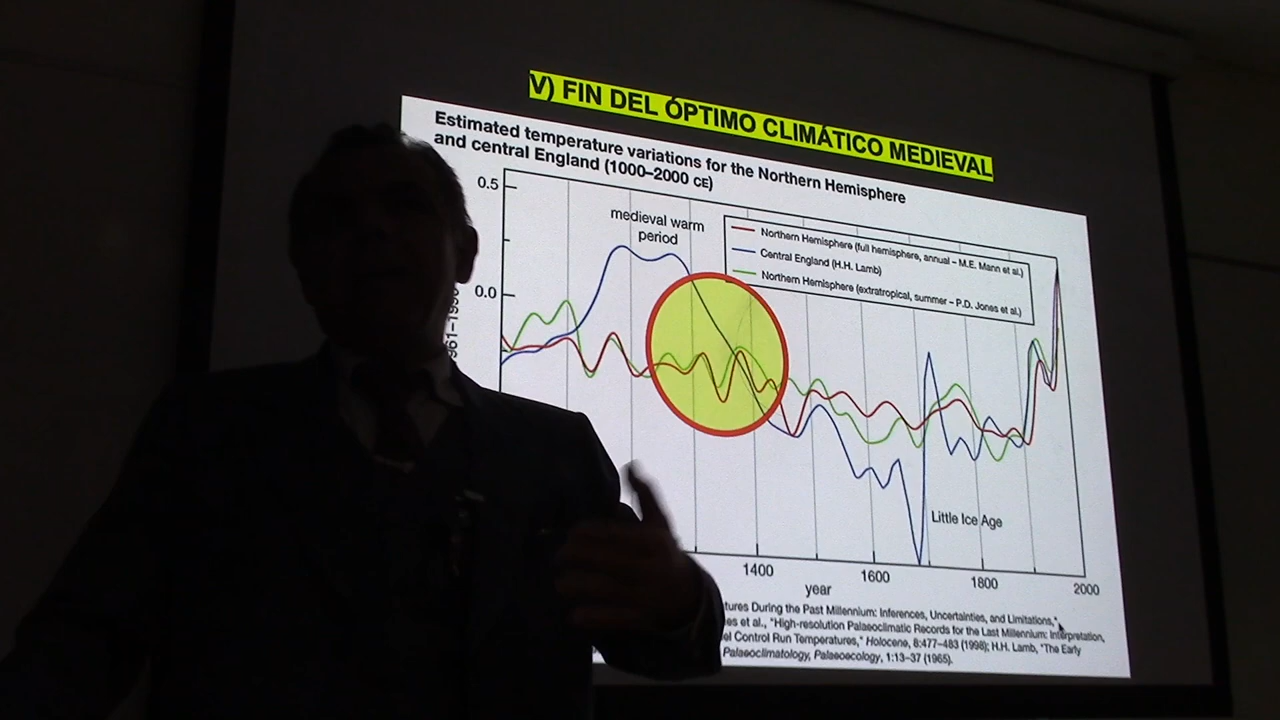 V) FIN DEL ÓPTIMO CLIMÁTICO MEDIEVAL
Estimated temperature variations for the Northern Hemisphere
and central England (1000–2000 CE)
0.5
medieval warm
period
Northern Hemisphere (full hemisphere, annual – M.E. Mann et al.)
Central England (H.H. Lamb)
Northern Hemisphere (extratropical, summer – P.D. Jones et al.)
0.0
Little Ice Age
1400
1600
1800
2000
year
During the Past Millennium: Inferences, Uncertainties, and Limitations,"
et al., "High-resolution Palaeoclimatic Records for the Last Millennium: Interpretation,
Control Run Temperatures," Holocene, 8:477–483 (1998); H.H. Lamb, "The Early
Palaeoclimatology, Palaeoecology, 1:13–37 (1965).